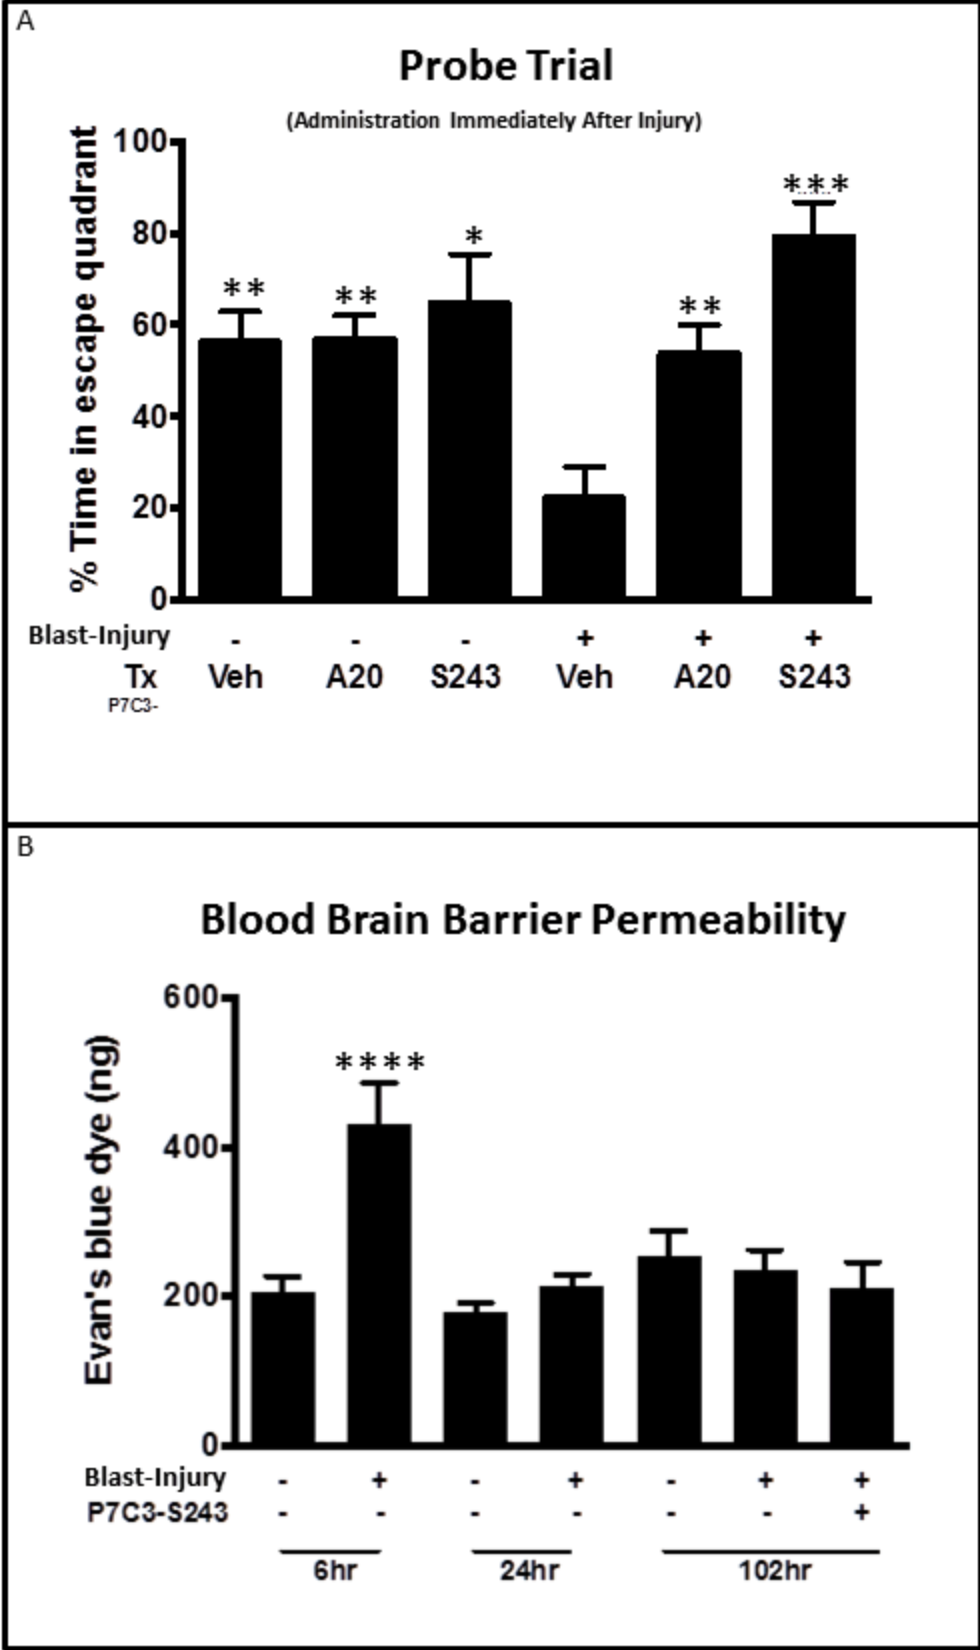 A
Probe Trial
(Administration Immediately After Injury)
% Time in escape quadrant
100
80
60
40
20
0
** ** * ** ***
Blast-Injury - - - + + +
Tx Veh A20 S243 Veh A20 S243
P7C3-
B
Blood Brain Barrier Permeability
Evan's blue dye (ng)
600
400
200
0
****
Blast-Injury - + - + - + +
P7C3-S243 - - - - - - +
6hr 24hr 102hr